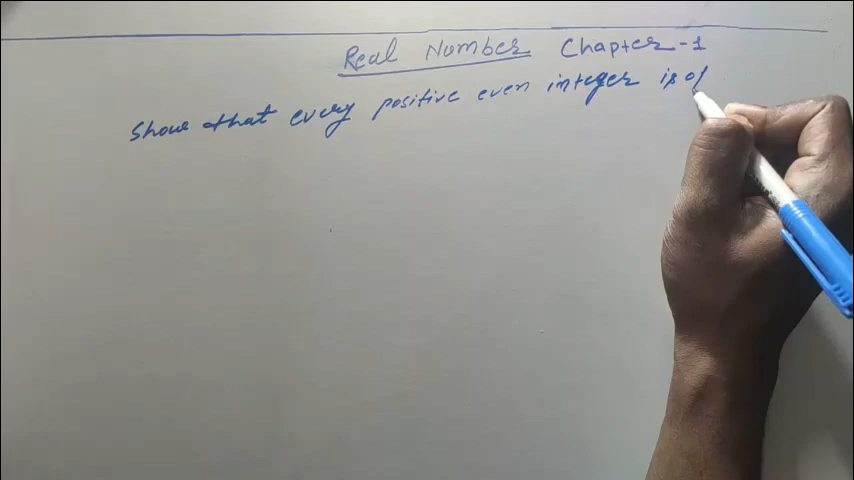 Real Number Chapter-1
Show that every positive even integer is of